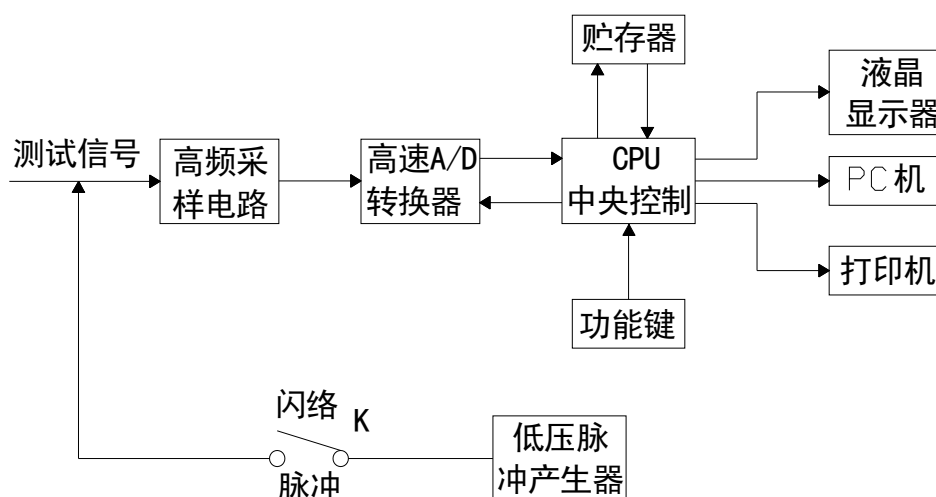 贮存器
液晶
显示器
测试信号
高频采
样电路
高速A/D
转换器
CPU
中央控制
PC机
打印机
功能键
闪络
K
脉冲
低压脉
冲产生器